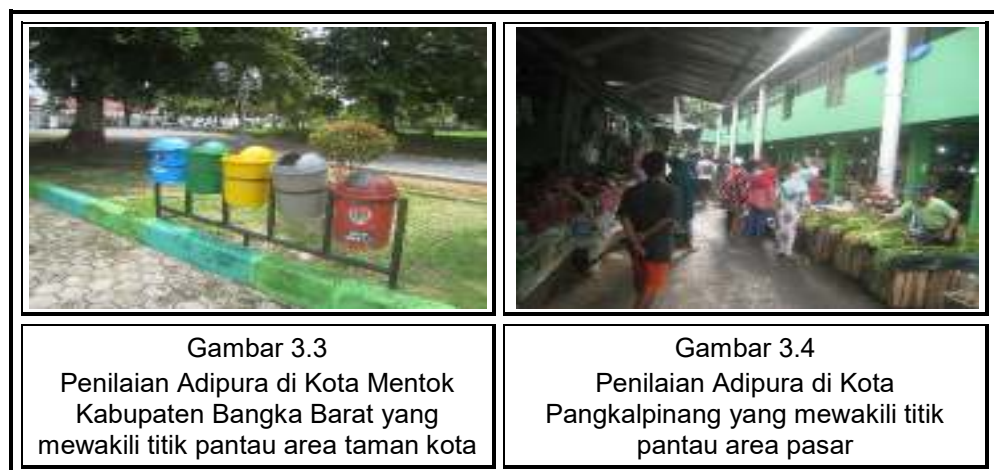 Gambar 3.3
Penilaian Adipura di Kota Mentok
Kabupaten Bangka Barat yang
mewakili titik pantau area taman kota
Gambar 3.4
Penilaian Adipura di Kota
Pangkalpinang yang mewakili titik
pantau area pasar